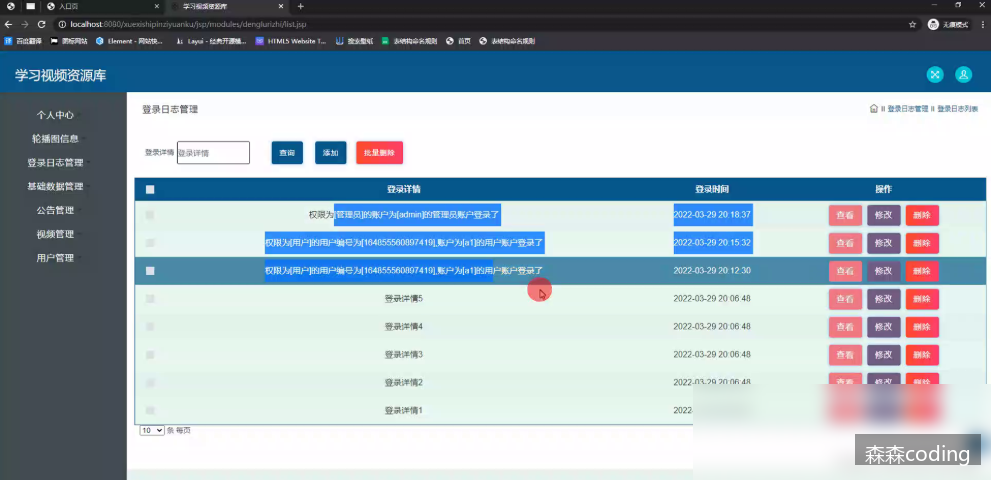 入口页
学习视频资源库
localhost:8080/xuexishipinziyuanku/jsp/modules/denglurizhi/list.jsp
无痕模式
百度翻译 图标网站 Element - 网站快... Layui - 经典开源模... HTML5 Website T... 搜索壁纸 表结构命名规则 首页 表结构命名规则
学习视频资源库
个人中心
轮播图信息
登录日志管理
基础数据管理
公告管理
视频管理
用户管理
登录日志管理
登录日志管理 登录日志列表
登录详情 登录详情 查询 添加 批量删除
登录详情 登录时间 操作
权限为[管理员]的账户为[admin]的管理员账户登录了 2022-03-29 20:18:37 查看 修改 删除
权限为[用户]的用户编号为[164855560897419],账户为[a1]的用户账户登录了 2022-03-29 20:15:32 查看 修改 删除
权限为[用户]的用户编号为[164855560897419],账户为[a1]的用户账户登录了 2022-03-29 20:12:30 查看 修改 删除
登录详情5 2022-03-29 20:06:48 查看 修改 删除
登录详情4 2022-03-29 20:06:48 查看 修改 删除
登录详情3 2022-03-29 20:06:48 查看 修改 删除
登录详情2 2022-03-29 20:06:48 查看 修改 删除
登录详情1 2022-
10 条 每页
森森coding